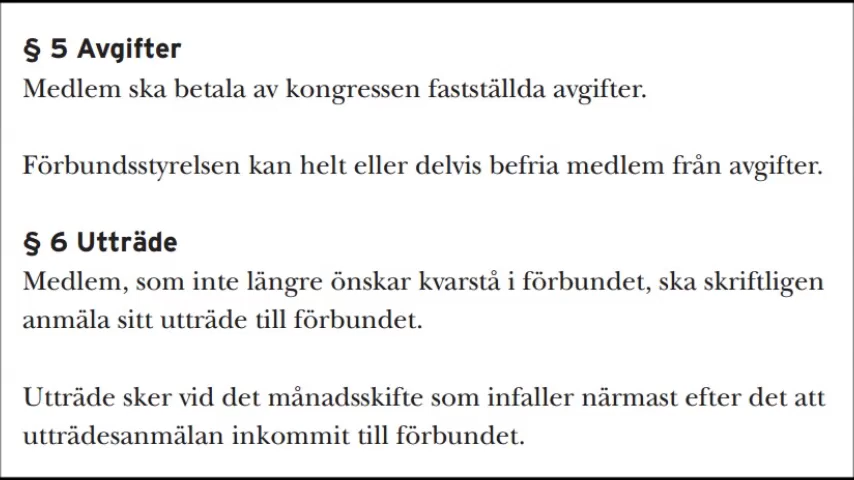 § 5 Avgifter
Medlem ska betala av kongressen fastställda avgifter.
Förbundsstyrelsen kan helt eller delvis befria medlem från avgifter.
§ 6 Utträde
Medlem, som inte längre önskar kvarstå i förbundet, ska skriftligen
anmäla sitt utträde till förbundet.
Utträde sker vid det månadsskifte som infaller närmast efter det att
utträdesanmälan inkommit till förbundet.